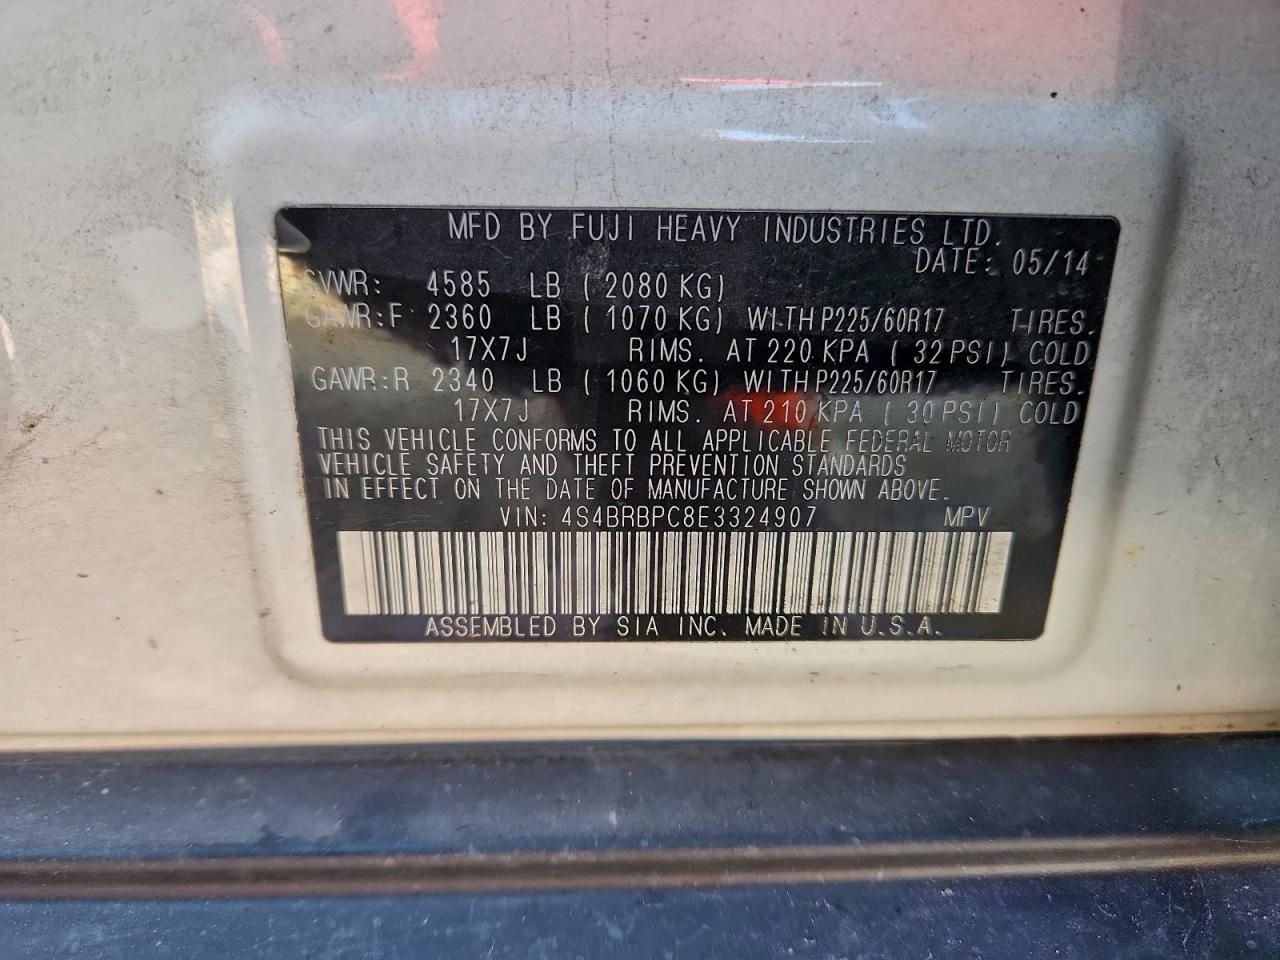 MFD BY FUJI HEAVY INDUSTRIES LTD.
DATE: 05/14
GVWR: 4585 LB (2080 KG)
GAWR:F 2360 LB (1070 KG) WITH P225/60R17 TIRES.
17X7J RIMS. AT 220 KPA (32 PSI) COLD
GAWR:R 2340 LB (1060 KG) WITH P225/60R17 TIRES.
17X7J RIMS. AT 210 KPA (30 PSI) COLD
THIS VEHICLE CONFORMS TO ALL APPLICABLE FEDERAL MOTOR
VEHICLE SAFETY AND THEFT PREVENTION STANDARDS
IN EFFECT ON THE DATE OF MANUFACTURE SHOWN ABOVE.
VIN: 4S4BRBPC8E3324907 MPV
ASSEMBLED BY SIA INC. MADE IN U.S.A.